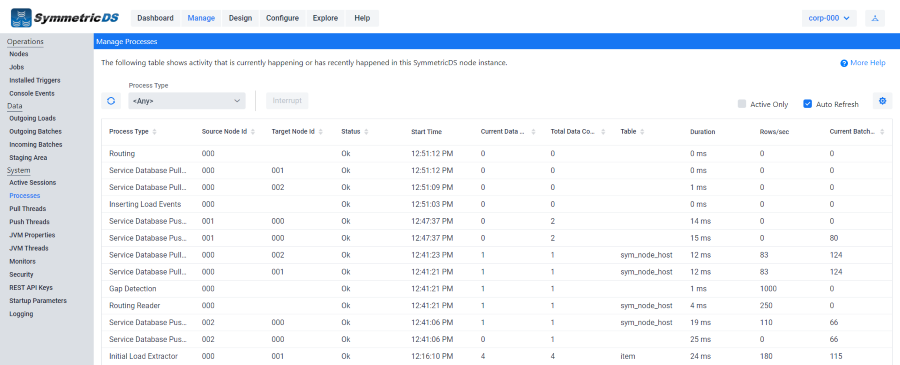 SymmetricDS Dashboard Manage Design Configure Explore Help corp-000
Operations
Nodes
Jobs
Installed Triggers
Console Events
Data
Outgoing Loads
Outgoing Batches
Incoming Batches
Staging Area
System
Active Sessions
Processes
Pull Threads
Push Threads
JVM Properties
JVM Threads
Monitors
Security
REST API Keys
Startup Parameters
Logging
Manage Processes
The following table shows activity that is currently happening or has recently happened in this SymmetricDS node instance. More Help
Process Type
<Any> Interrupt Active Only Auto Refresh
Process Type Source Node Id Target Node Id Status Start Time Current Data ... Total Data Co... Table Duration Rows/sec Current Batch...
Routing 000 Ok 12:51:12 PM 0 0 0 ms 0 0
Service Database Pull... 000 001 Ok 12:51:12 PM 0 0 0 ms 0 0
Service Database Pull... 000 002 Ok 12:51:09 PM 0 0 1 ms 0 0
Inserting Load Events 000 Ok 12:51:03 PM 0 0 0 ms 0 0
Service Database Pus... 001 000 Ok 12:47:37 PM 0 2 14 ms 0 0
Service Database Pus... 001 000 Ok 12:47:37 PM 0 2 15 ms 0 80
Service Database Pull... 000 002 Ok 12:41:23 PM 1 1 sym_node_host 12 ms 83 124
Service Database Pull... 000 001 Ok 12:41:21 PM 1 1 sym_node_host 12 ms 83 124
Gap Detection 000 Ok 12:41:21 PM 1 1 1 ms 1000 0
Routing Reader 000 Ok 12:41:21 PM 1 1 sym_node_host 4 ms 250 0
Service Database Pus... 002 000 Ok 12:41:06 PM 1 1 sym_node_host 19 ms 110 66
Service Database Pus... 002 000 Ok 12:41:06 PM 0 1 25 ms 0 66
Initial Load Extractor 000 001 Ok 12:16:10 PM 4 4 item 24 ms 180 115